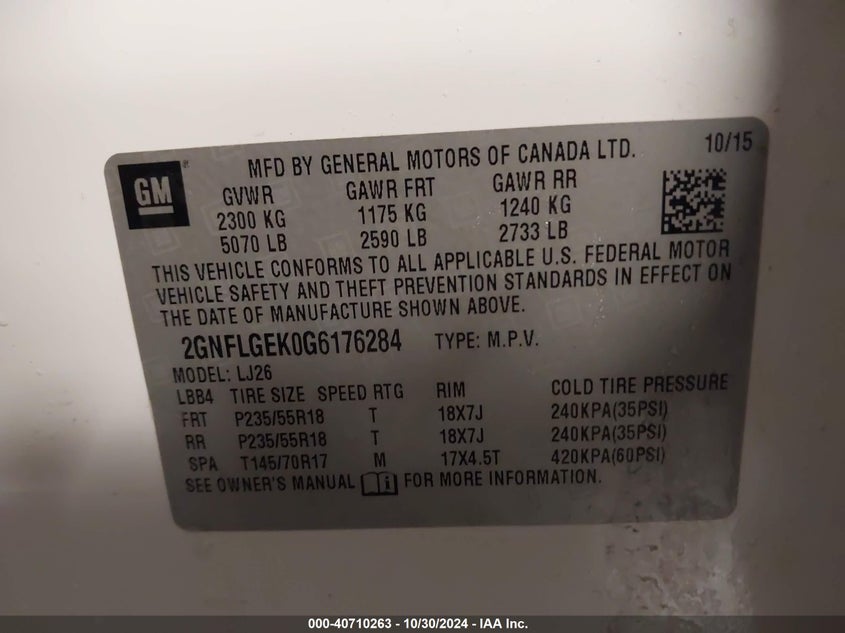 MFD BY GENERAL MOTORS OF CANADA LTD. 10/15
GM
GVWR GAWR FRT GAWR RR
2300 KG 1175 KG 1240 KG
5070 LB 2590 LB 2733 LB
THIS VEHICLE CONFORMS TO ALL APPLICABLE U.S. FEDERAL MOTOR
VEHICLE SAFETY AND THEFT PREVENTION STANDARDS IN EFFECT ON
THE DATE OF MANUFACTURE SHOWN ABOVE.
2GNFLGEK0G6176284 TYPE: M.P.V.
MODEL: LJ26
LBB4 TIRE SIZE SPEED RTG RIM COLD TIRE PRESSURE
FRT P235/55R18 T 18X7J 240KPA(35PSI)
RR P235/55R18 T 18X7J 240KPA(35PSI)
SPA T145/70R17 M 17X4.5T 420KPA(60PSI)
SEE OWNER'S MANUAL i FOR MORE INFORMATION.
000-40710263 - 10/30/2024 - IAA Inc.